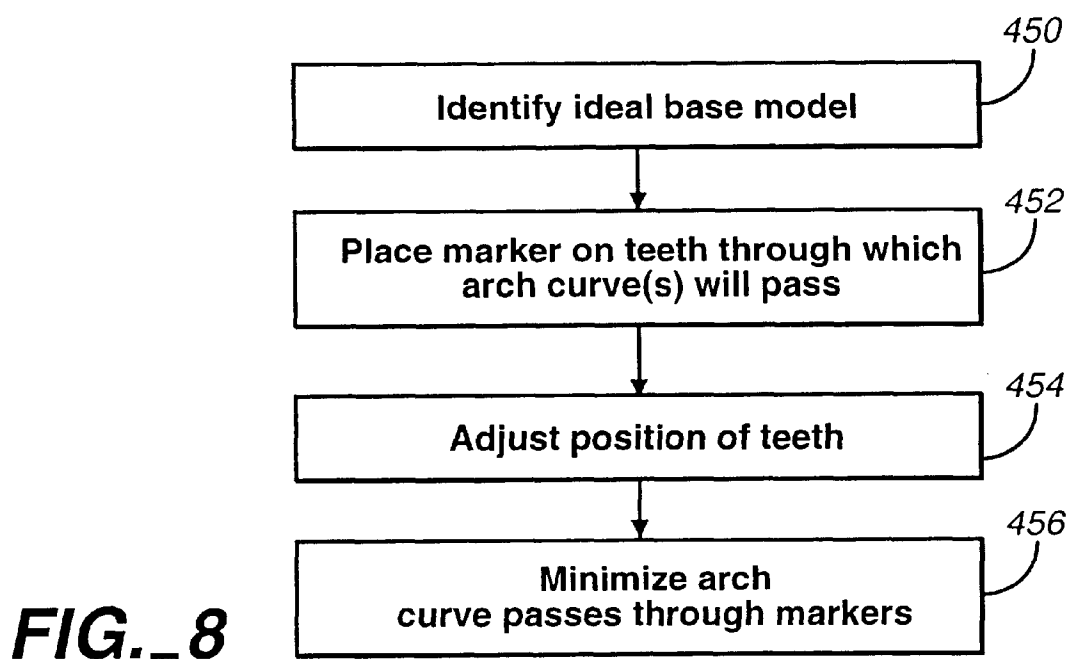 450
Identify ideal base model
452
Place marker on teeth through which
arch curve(s) will pass
454
Adjust position of teeth
456
Minimize arch
curve passes through markers
FIG._8